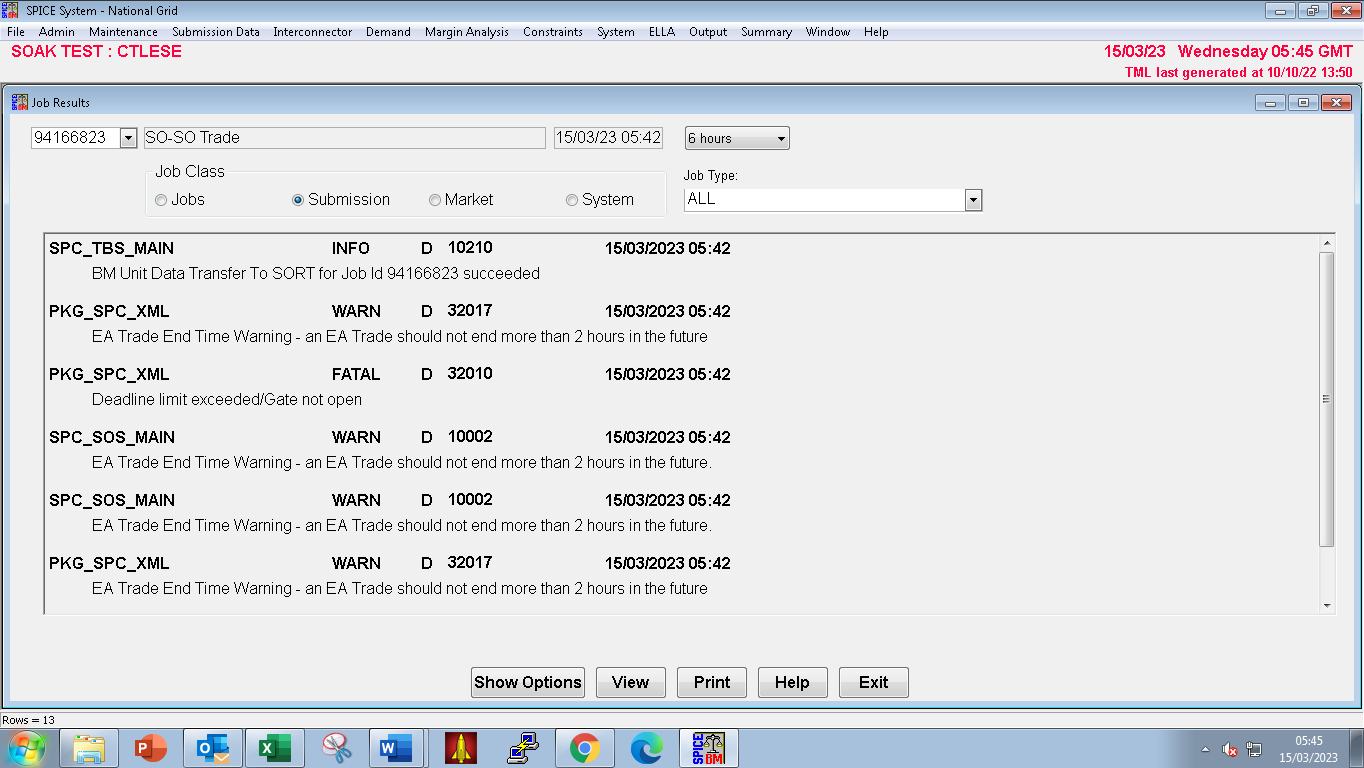 SPICE System - National Grid
File Admin Maintenance Submission Data Interconnector Demand Margin Analysis Constraints System ELLA Output Summary Window Help
SOAK TEST : CTLESE 15/03/23 Wednesday 05:45 GMT
TML last generated at 10/10/22 13:50
Job Results
94166823 SO-SO Trade 15/03/23 05:42 6 hours
Job Class
Job Type:
Jobs Submission Market System
ALL
SPC_TBS_MAIN INFO D 10210 15/03/2023 05:42
BM Unit Data Transfer To SORT for Job Id 94166823 succeeded
PKG_SPC_XML WARN D 32017 15/03/2023 05:42
EA Trade End Time Warning - an EA Trade should not end more than 2 hours in the future
PKG_SPC_XML FATAL D 32010 15/03/2023 05:42
Deadline limit exceeded/Gate not open
SPC_SOS_MAIN WARN D 10002 15/03/2023 05:42
EA Trade End Time Warning - an EA Trade should not end more than 2 hours in the future.
SPC_SOS_MAIN WARN D 10002 15/03/2023 05:42
EA Trade End Time Warning - an EA Trade should not end more than 2 hours in the future.
PKG_SPC_XML WARN D 32017 15/03/2023 05:42
EA Trade End Time Warning - an EA Trade should not end more than 2 hours in the future
Show Options View Print Help Exit
Rows = 13
SPICE
BM
05:45
15/03/2023